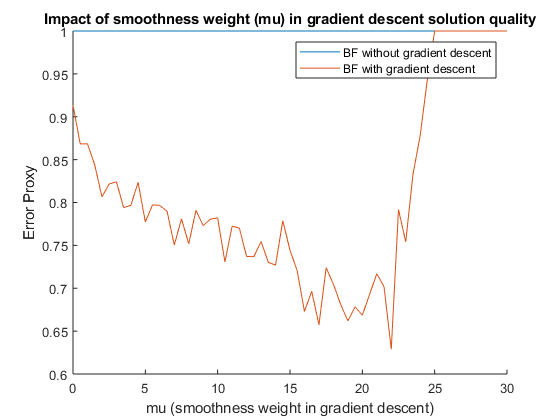 Impact of smoothness weight (mu) in gradient descent solution quality
1
0.95
0.9
0.85
0.8
0.75
0.7
0.65
0.6
Error Proxy
BF without gradient descent
BF with gradient descent
0 5 10 15 20 25 30
mu (smoothness weight in gradient descent)